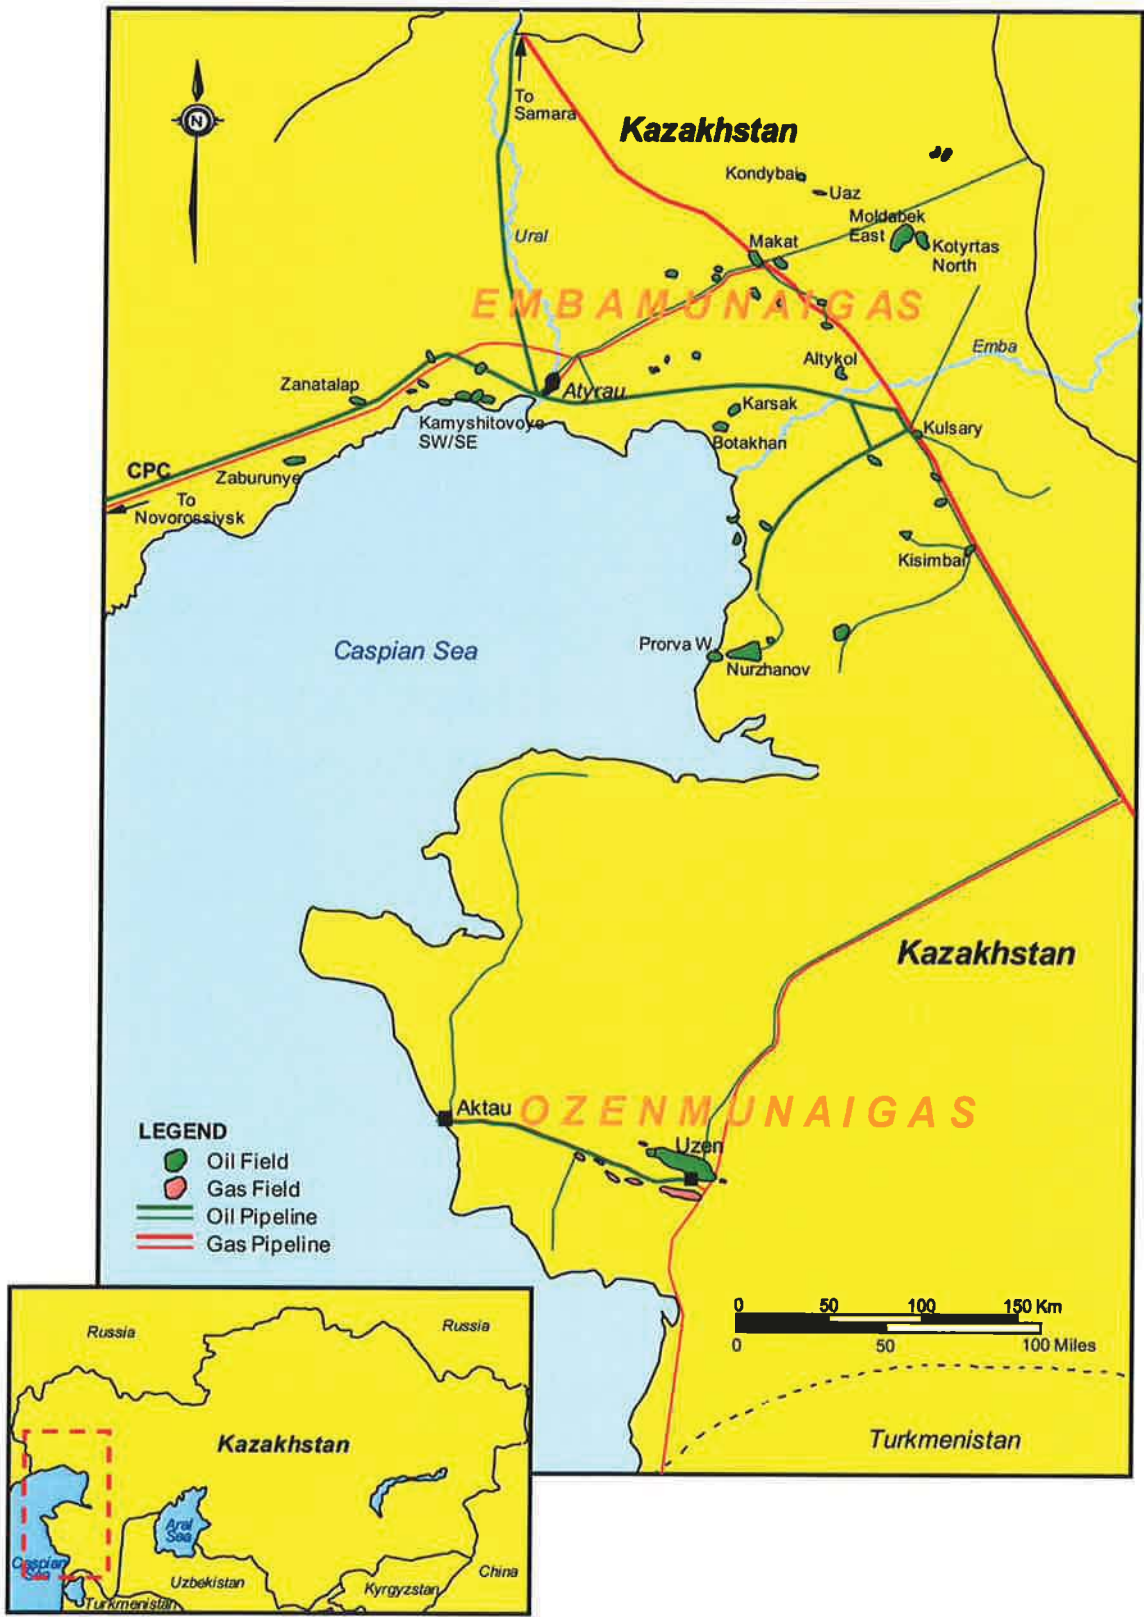 N
To
Samara
Kazakhstan
Kondybai
Uaz
Moldabek
East
Kotyrtas
North
Ural
Makat
EMBAMUNAIGAS
Emba
Altykol
Zanatalap
Atyrau
Karsak
Kamyshitovoye
SW/SE
Botakhan
Kulsary
CPC
Zaburunye
To
Novorossiysk
Kisimbai
Caspian Sea
Prorva W.
Nurzhanov
Kazakhstan
Aktau
OZENMUNAIGAS
Uzen
LEGEND
Oil Field
Gas Field
Oil Pipeline
Gas Pipeline
0 50 100 150 Km
0 50 100 Miles
Turkmenistan
Russia
Russia
Kazakhstan
Aral
Sea
Caspian
Sea
China
Uzbekistan
Kyrgyzstan
Turkmenistan